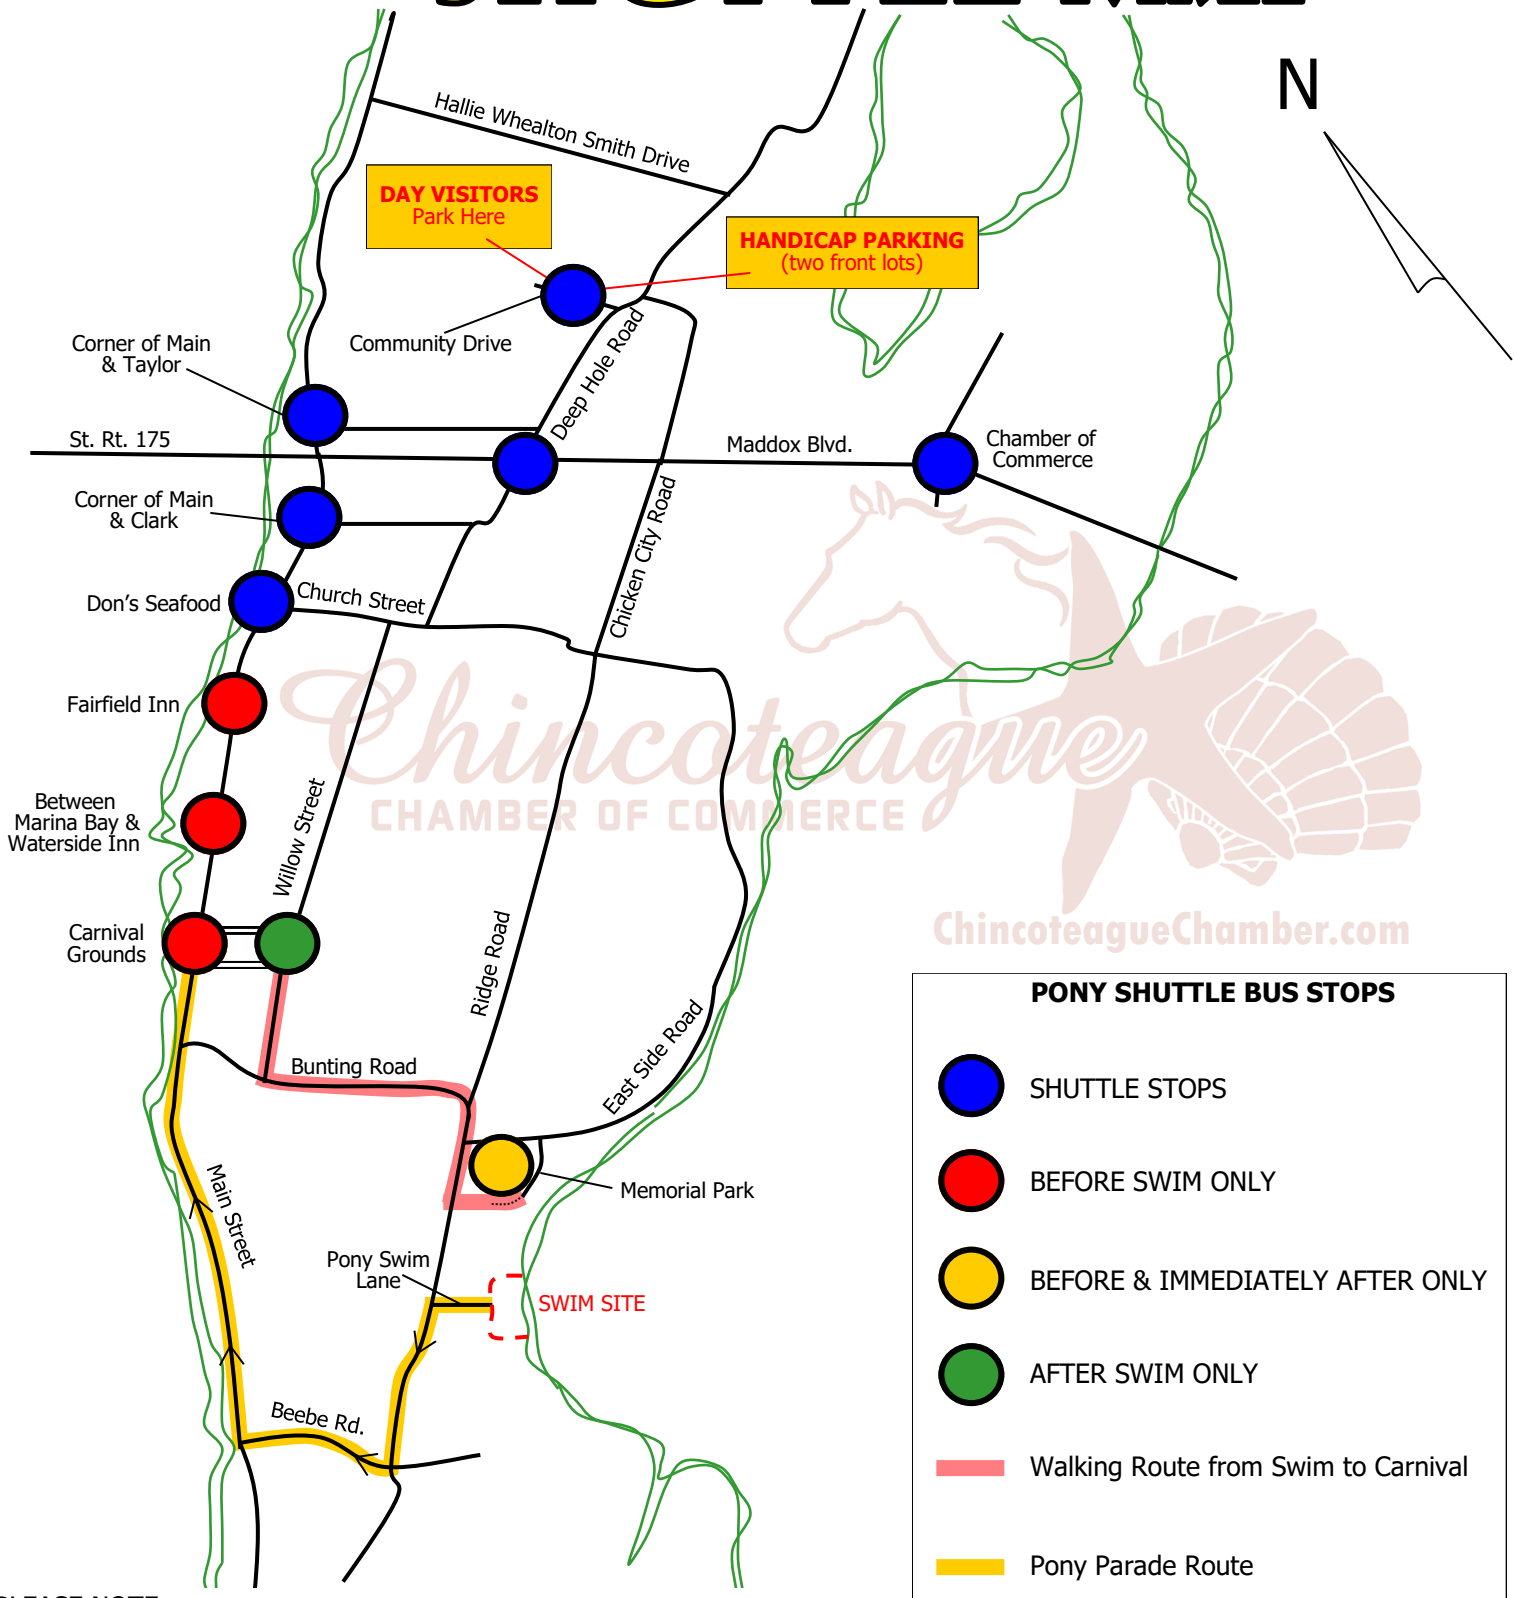 SHUTTLE MAP
N
Hallie Whealton Smith Drive
DAY VISITORS
Park Here
HANDICAP PARKING
(two front lots)
Community Drive
Deep Hole Road
Corner of Main
& Taylor
St. Rt. 175
Maddox Blvd.
Chamber of
Commerce
Corner of Main
& Clark
Chicken City Road
Don's Seafood
Church Street
Fairfield Inn
Chincoteague
CHAMBER OF COMMERCE
Between
Marina Bay &
Waterside Inn
Willow Street
ChincoteagueChamber.com
Carnival
Grounds
Ridge Road
East Side Road
Bunting Road
Memorial Park
Main Street
Pony Swim
Lane
SWIM SITE
Beebe Rd.
PONY SHUTTLE BUS STOPS
SHUTTLE STOPS
BEFORE SWIM ONLY
BEFORE & IMMEDIATELY AFTER ONLY
AFTER SWIM ONLY
Walking Route from Swim to Carnival
Pony Parade Route
PLEASE NOTE